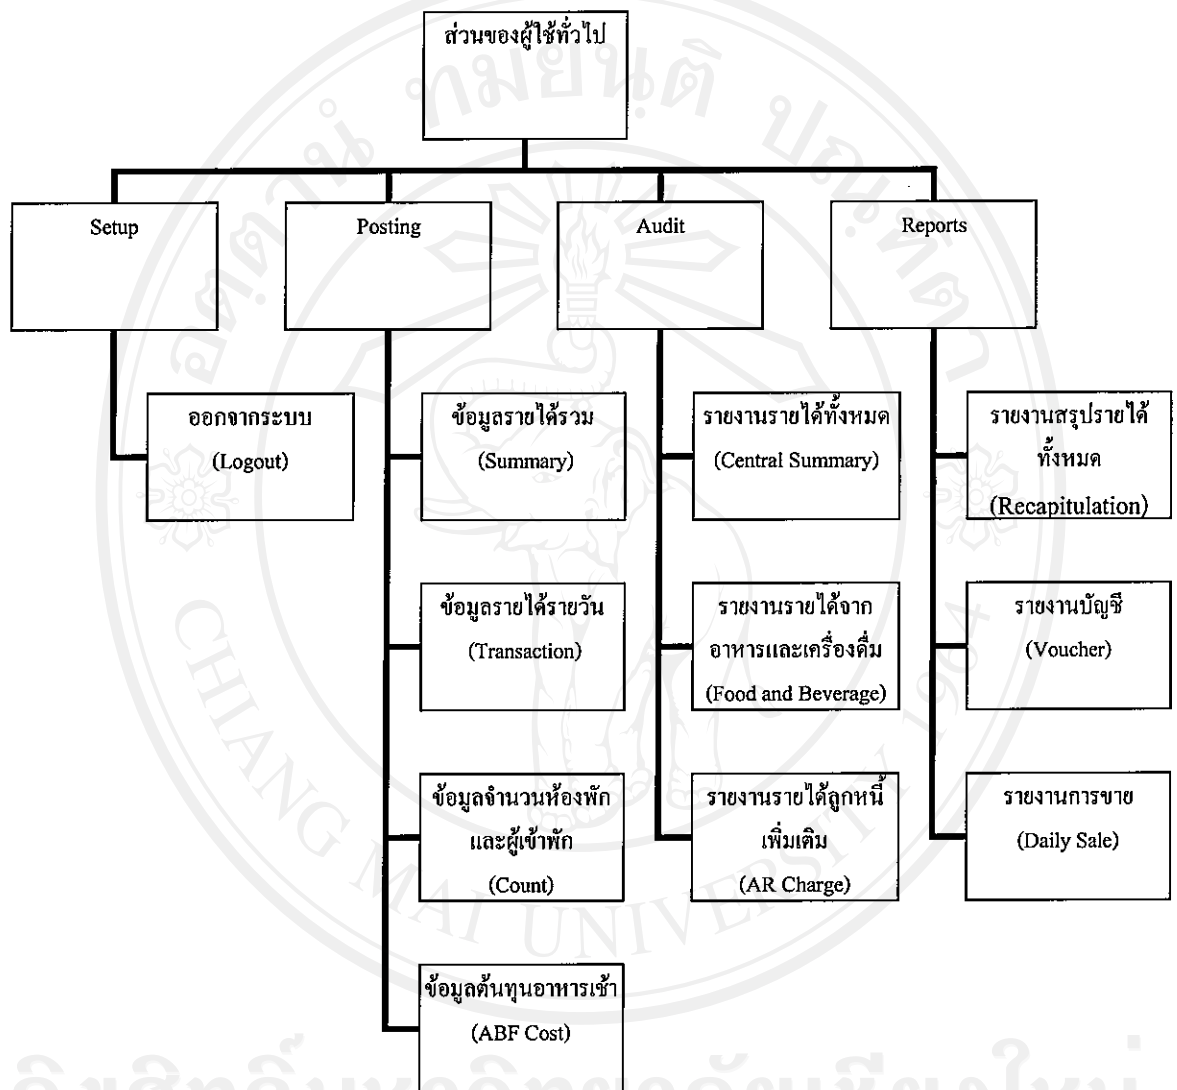 ส่วนของผู้ใช้ทั่วไป
Setup
Posting
Audit
Reports
ออกจากระบบ
(Logout)
ข้อมูลรายได้รวม
(Summary)
รายงานรายได้ทั้งหมด
(Central Summary)
รายงานสรุปรายได้
ทั้งหมด
(Recapitulation)
ข้อมูลรายได้รายวัน
(Transaction)
รายงานรายได้จาก
อาหารและเครื่องดื่ม
(Food and Beverage)
รายงานบัญชี
(Voucher)
ข้อมูลจำนวนห้องพัก
และผู้เข้าพัก
(Count)
รายงานรายได้ลูกหนี้
เพิ่มเติม
(AR Charge)
รายงานการขาย
(Daily Sale)
ข้อมูลต้นทุนอาหารเช้า
(ABF Cost)
CHIANG MAI UNIVERSITY 1964